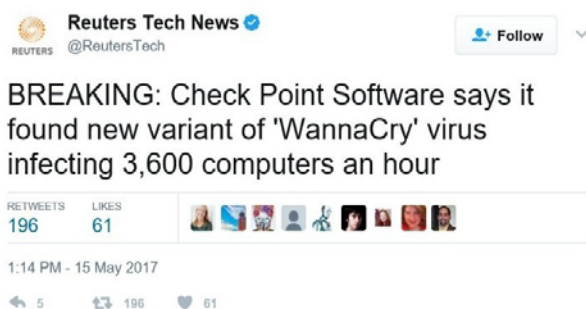 Reuters Tech News
REUTERS @ReutersTech
Follow
BREAKING: Check Point Software says it
found new variant of 'WannaCry' virus
infecting 3,600 computers an hour
RETWEETS LIKES
196 61
1:14 PM - 15 May 2017
5 196 61